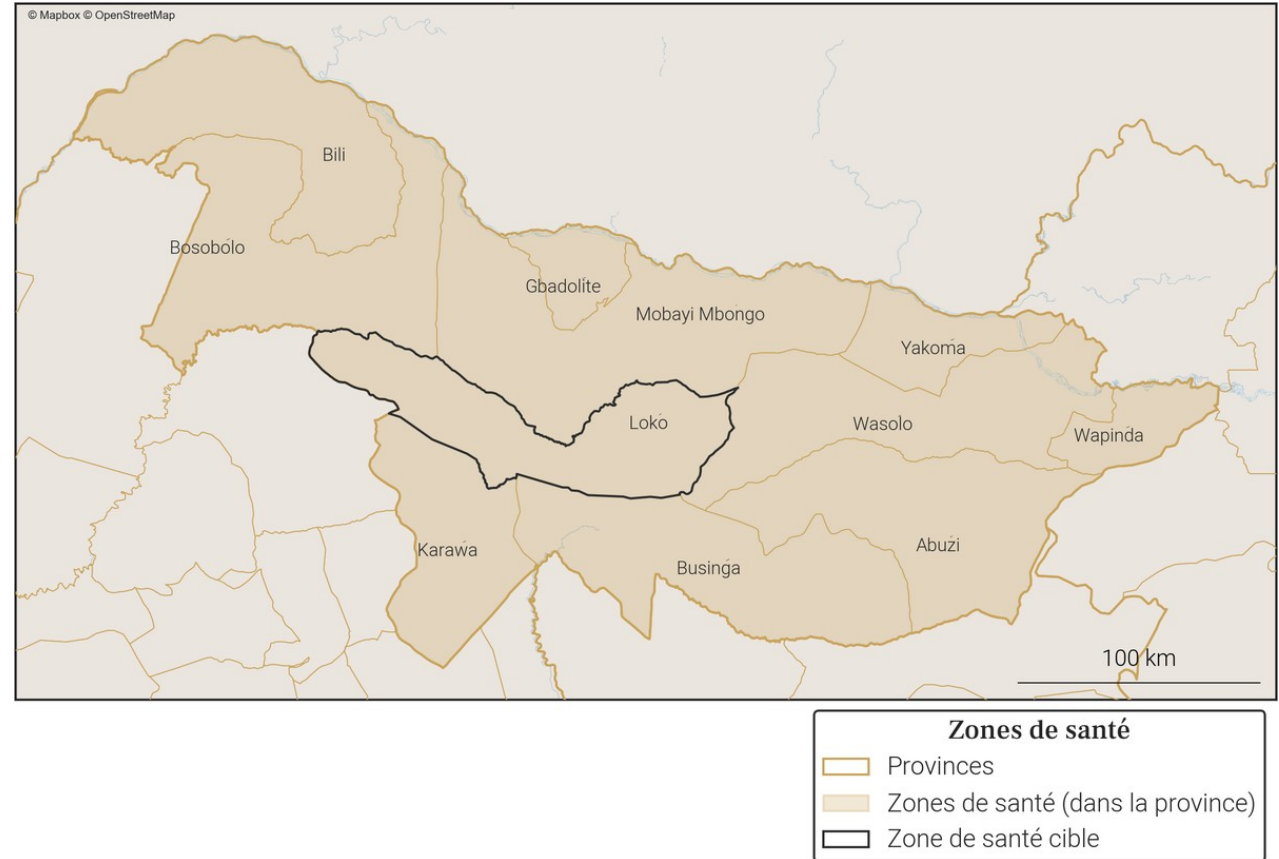 © Mapbox © OpenStreetMap
Bili
Bosobolo
Gbadolite
Mobayi Mbongo
Yakoma
Loko
Wasolo
Wapinda
Karawa
Abuzi
Businga
100 km
Zones de santé
Provinces
Zones de santé (dans la province)
Zone de santé cible